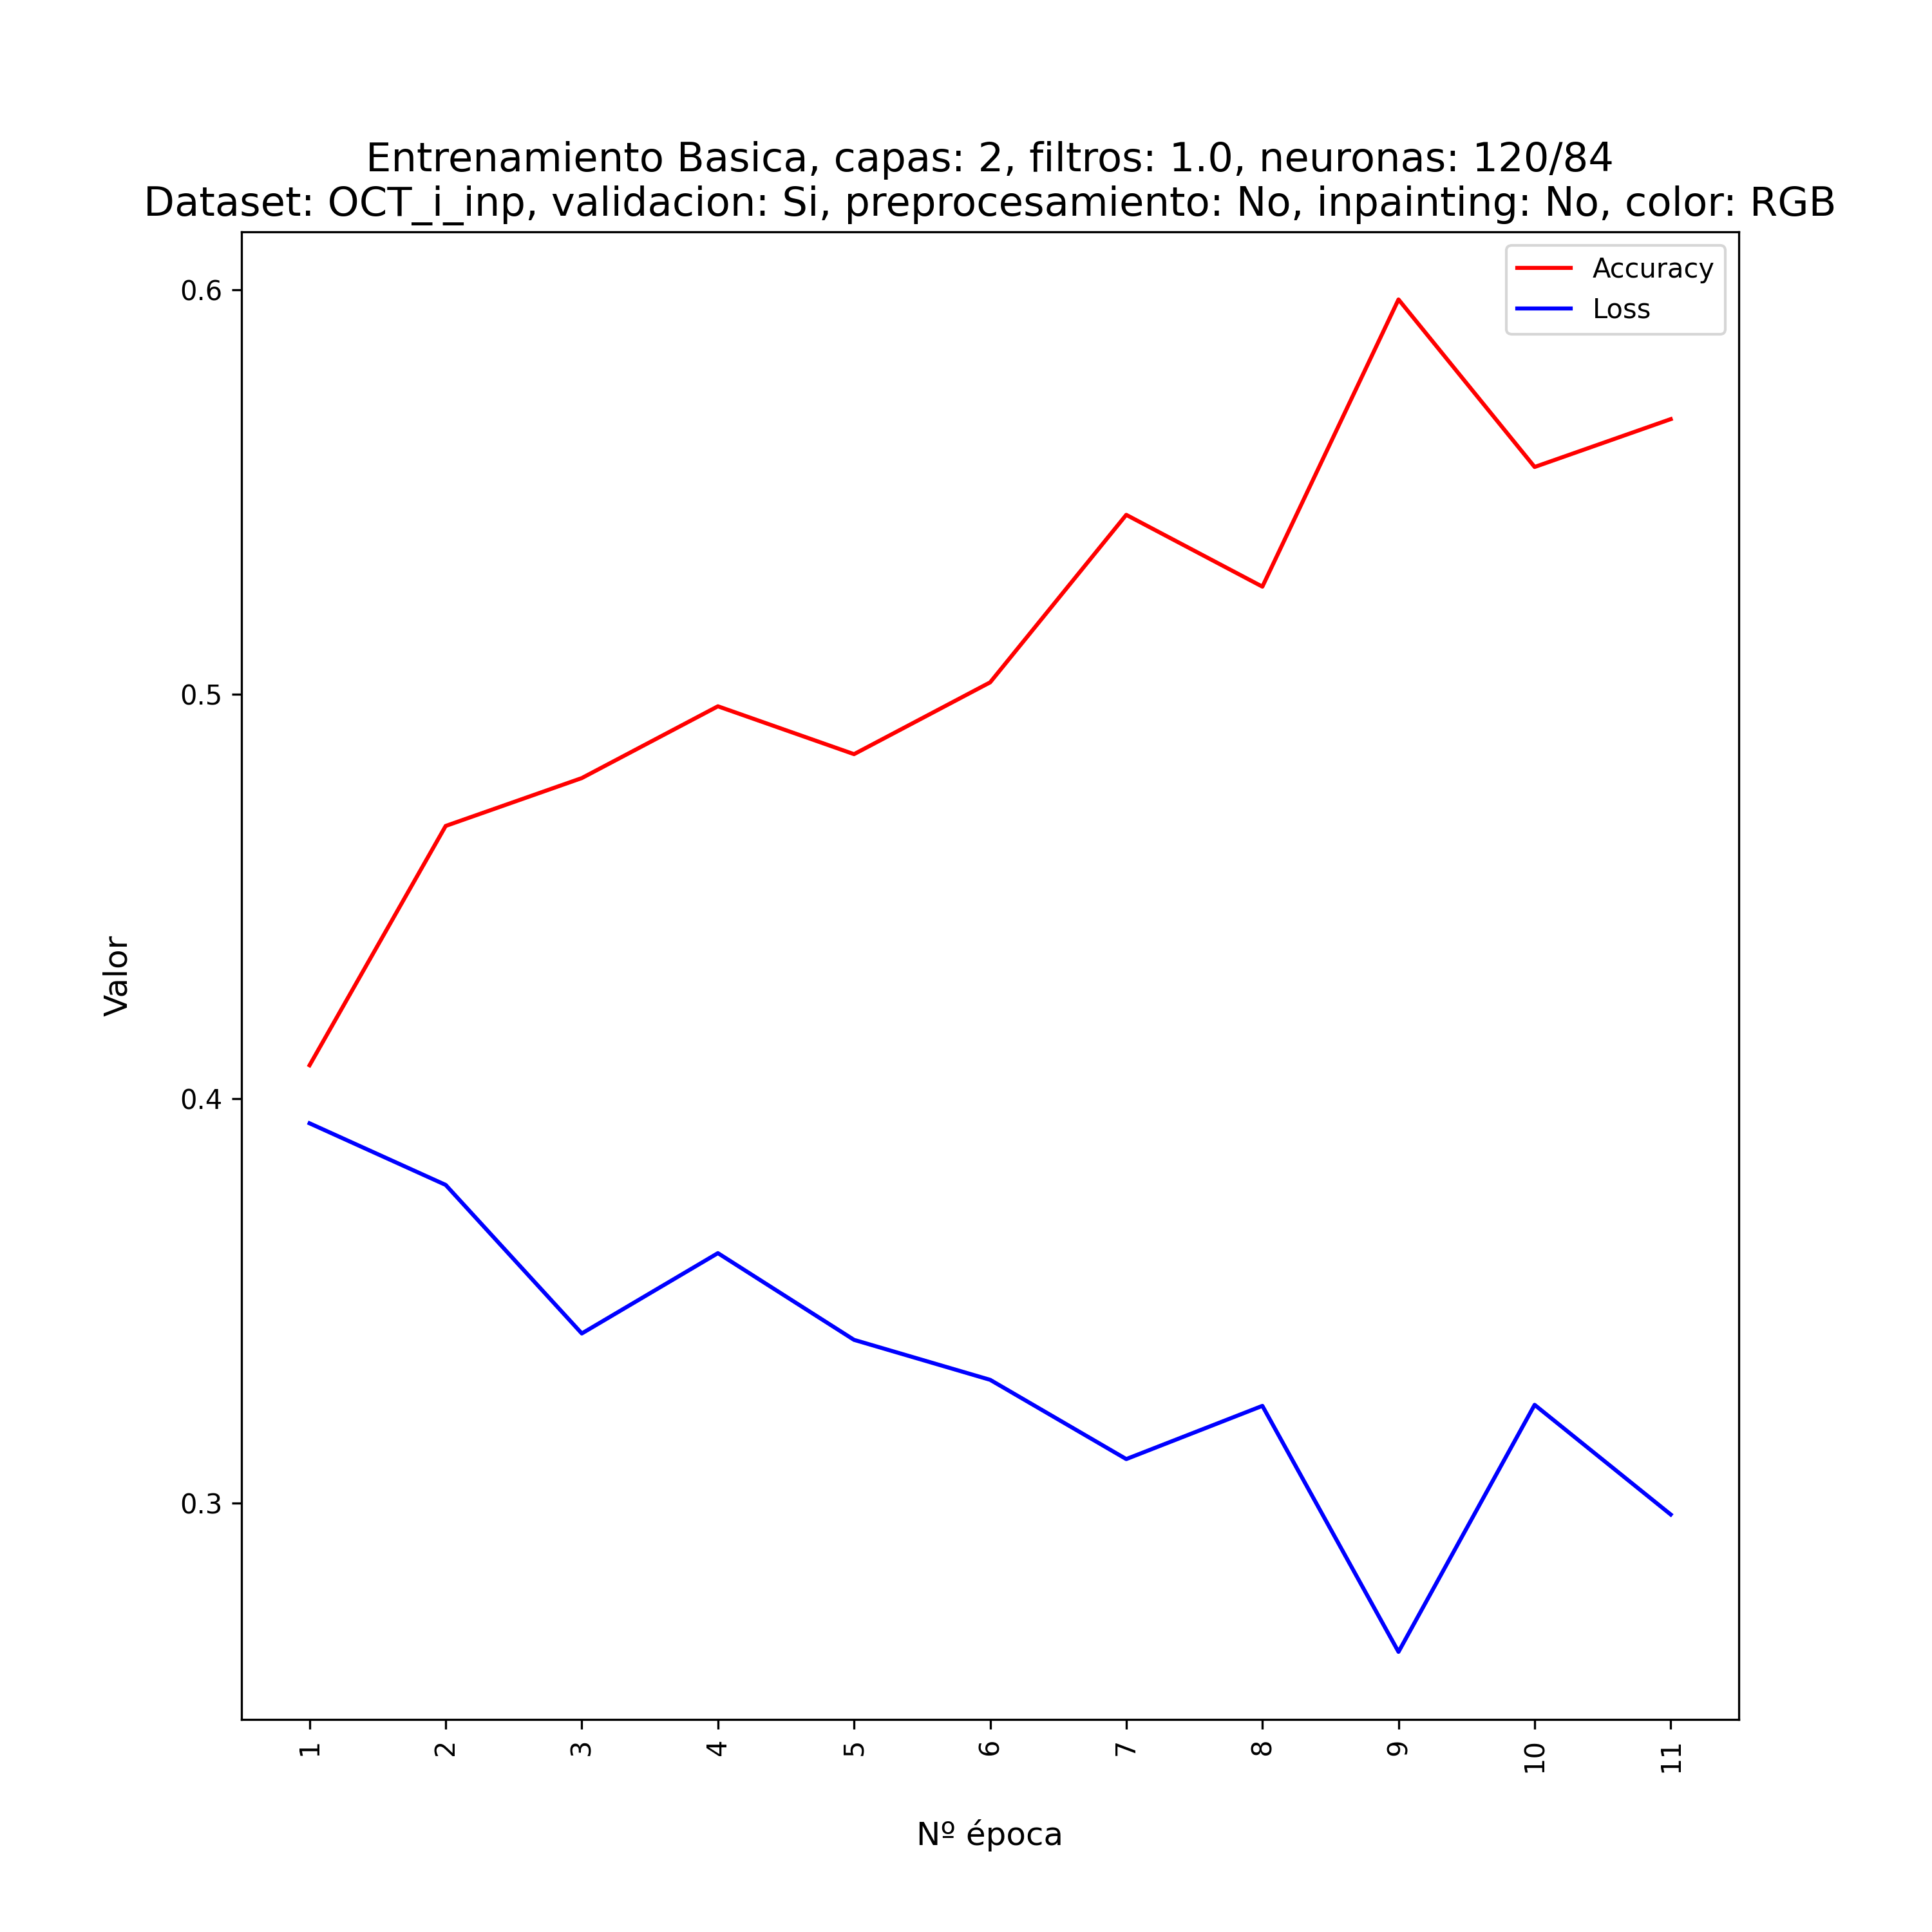 Entrenamiento Basica, capas: 2, filtros: 1.0, neuronas: 120/84
Dataset: OCT_i_inp, validacion: Si, preprocesamiento: No, inpainting: No, color: RGB
Accuracy
Loss
0.6
0.5
0.4
0.3
Valor
1 2 3 4 5 6 7 8 9 10 11
Nº época